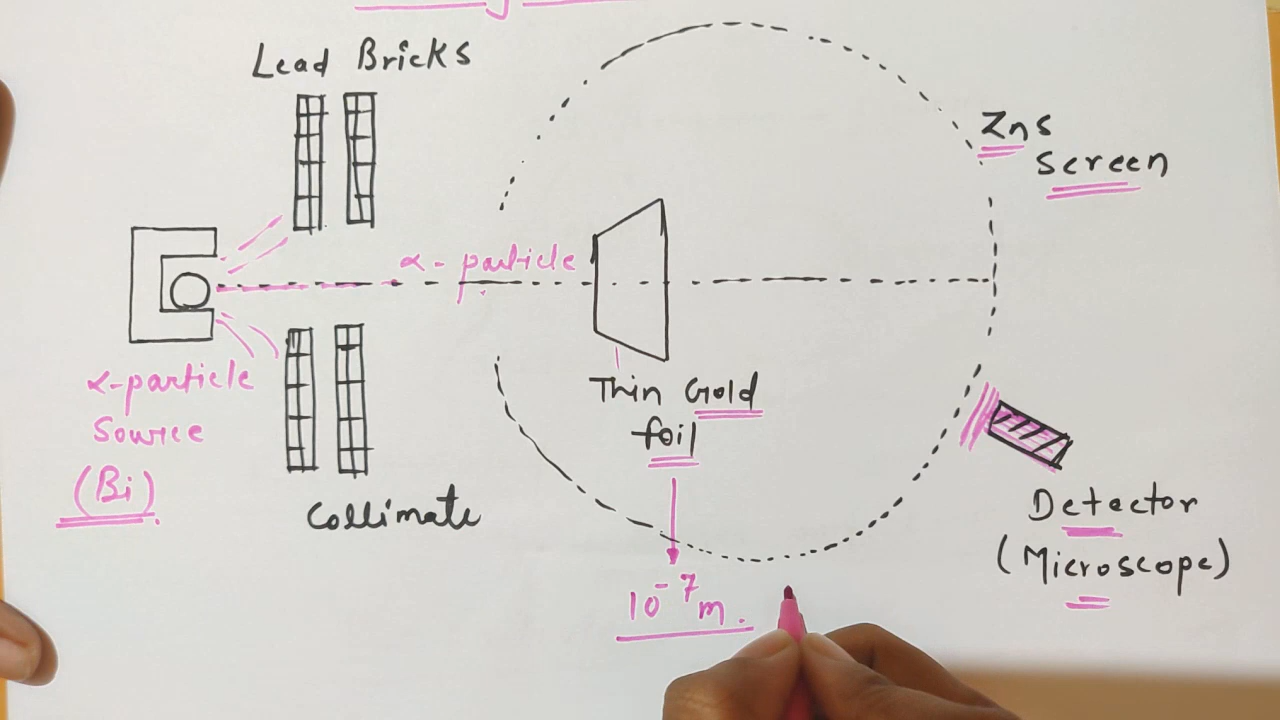 Lead Bricks
ZnS
Screen
α- particle
α-particle
Source
(Bi)
Thin Gold
foil
Collimate
Detector
(Microscope)
10⁻⁷m.